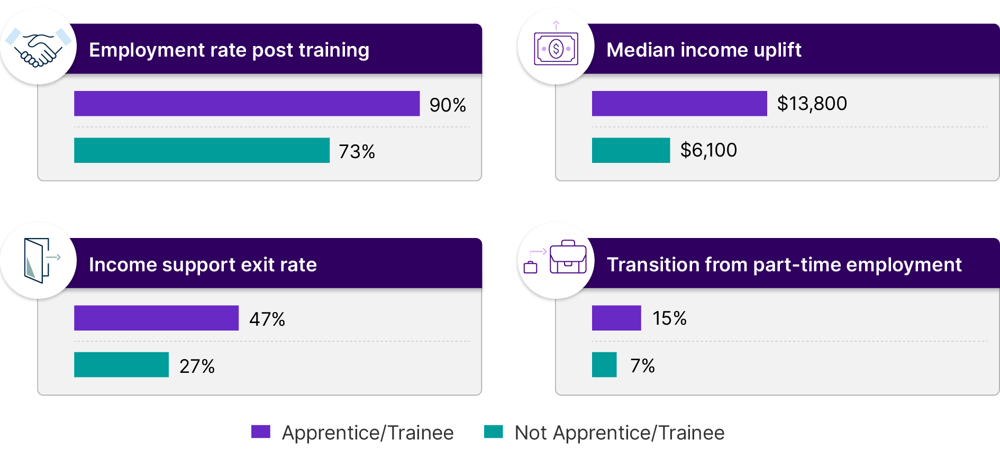 Employment rate post training
90%
73%
Median income uplift
$13,800
$6,100
Income support exit rate
47%
27%
Transition from part-time employment
15%
7%
Apprentice/Trainee
Not Apprentice/Trainee